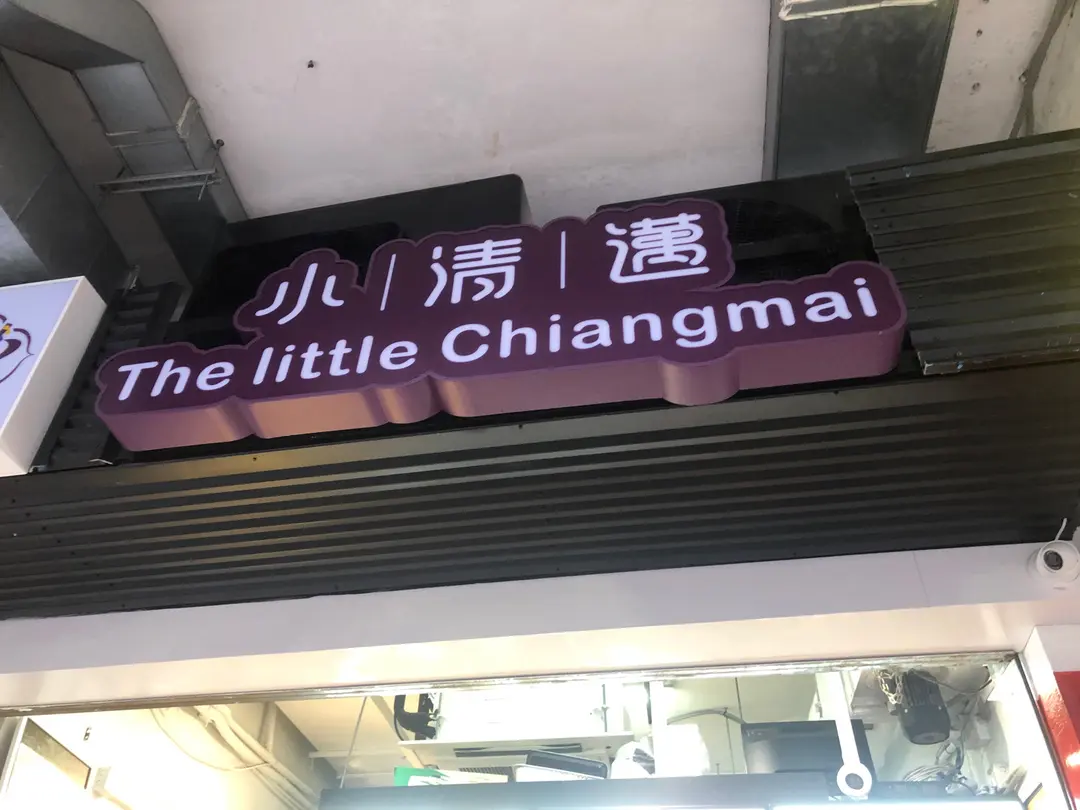 小|清|邁
The little Chiangmai